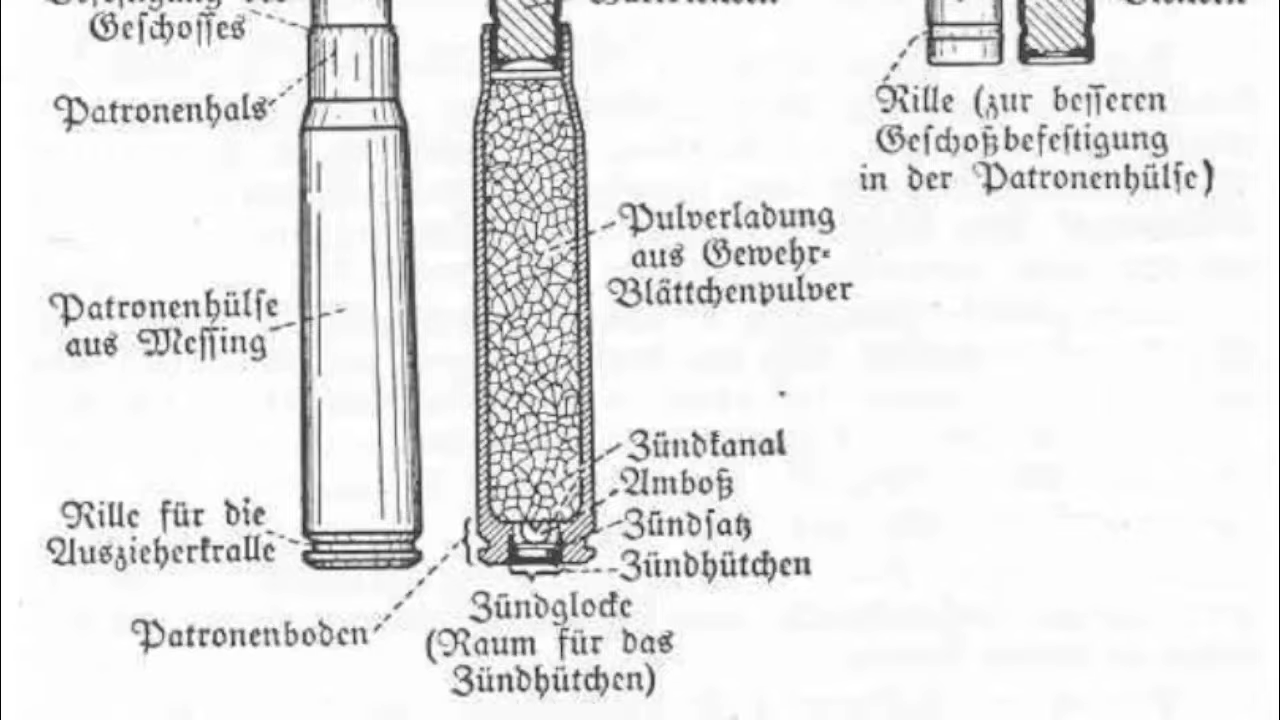 Geschosses
Patronenhals
Patronenhülse
aus Messing
Rille für die
Auszieherkralle
Patronenboden
Pulverladung
aus Gewehr-
Blättchenpulver
Zündkanal
Amboß
Zündsatz
Zündhütchen
Zündglocke
(Raum für das
Zündhütchen)
Rille (zur besseren
Geschoßbefestigung
in der Patronenhülse)